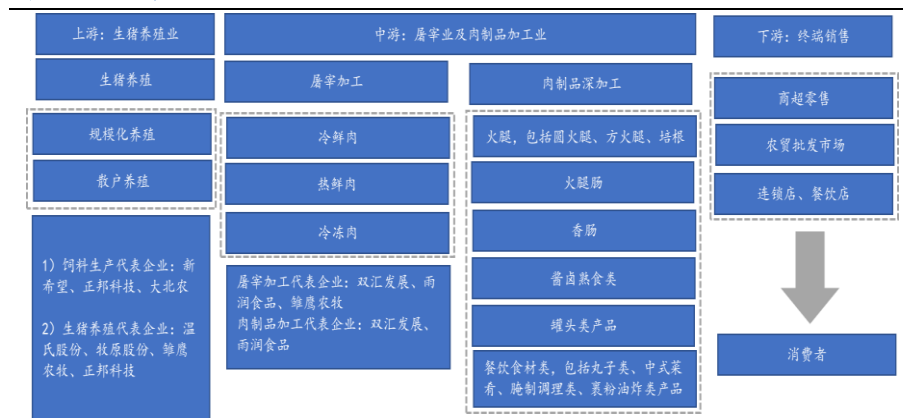 上游：生猪养殖业
中游：屠宰业及肉制品加工业
下游：终端销售
生猪养殖
屠宰加工
肉制品深加工
规模化养殖
散户养殖
冷鲜肉
热鲜肉
冷冻肉
火腿，包括圆火腿、方火腿、培根
火腿肠
香肠
酱卤熟食类
罐头类产品
餐饮食材类，包括丸子类、中式菜
肴、腌制调理类、裹粉油炸类产品
商超零售
农贸批发市场
连锁店、餐饮店
1）饲料生产代表企业：新
希望、正邦科技、大北农
2）生猪养殖代表企业：温
氏股份、牧原股份、雏鹰
农牧、正邦科技
屠宰加工代表企业：双汇发展、雨
润食品、雏鹰农牧
肉制品加工代表企业：双汇发展、
雨润食品
消费者